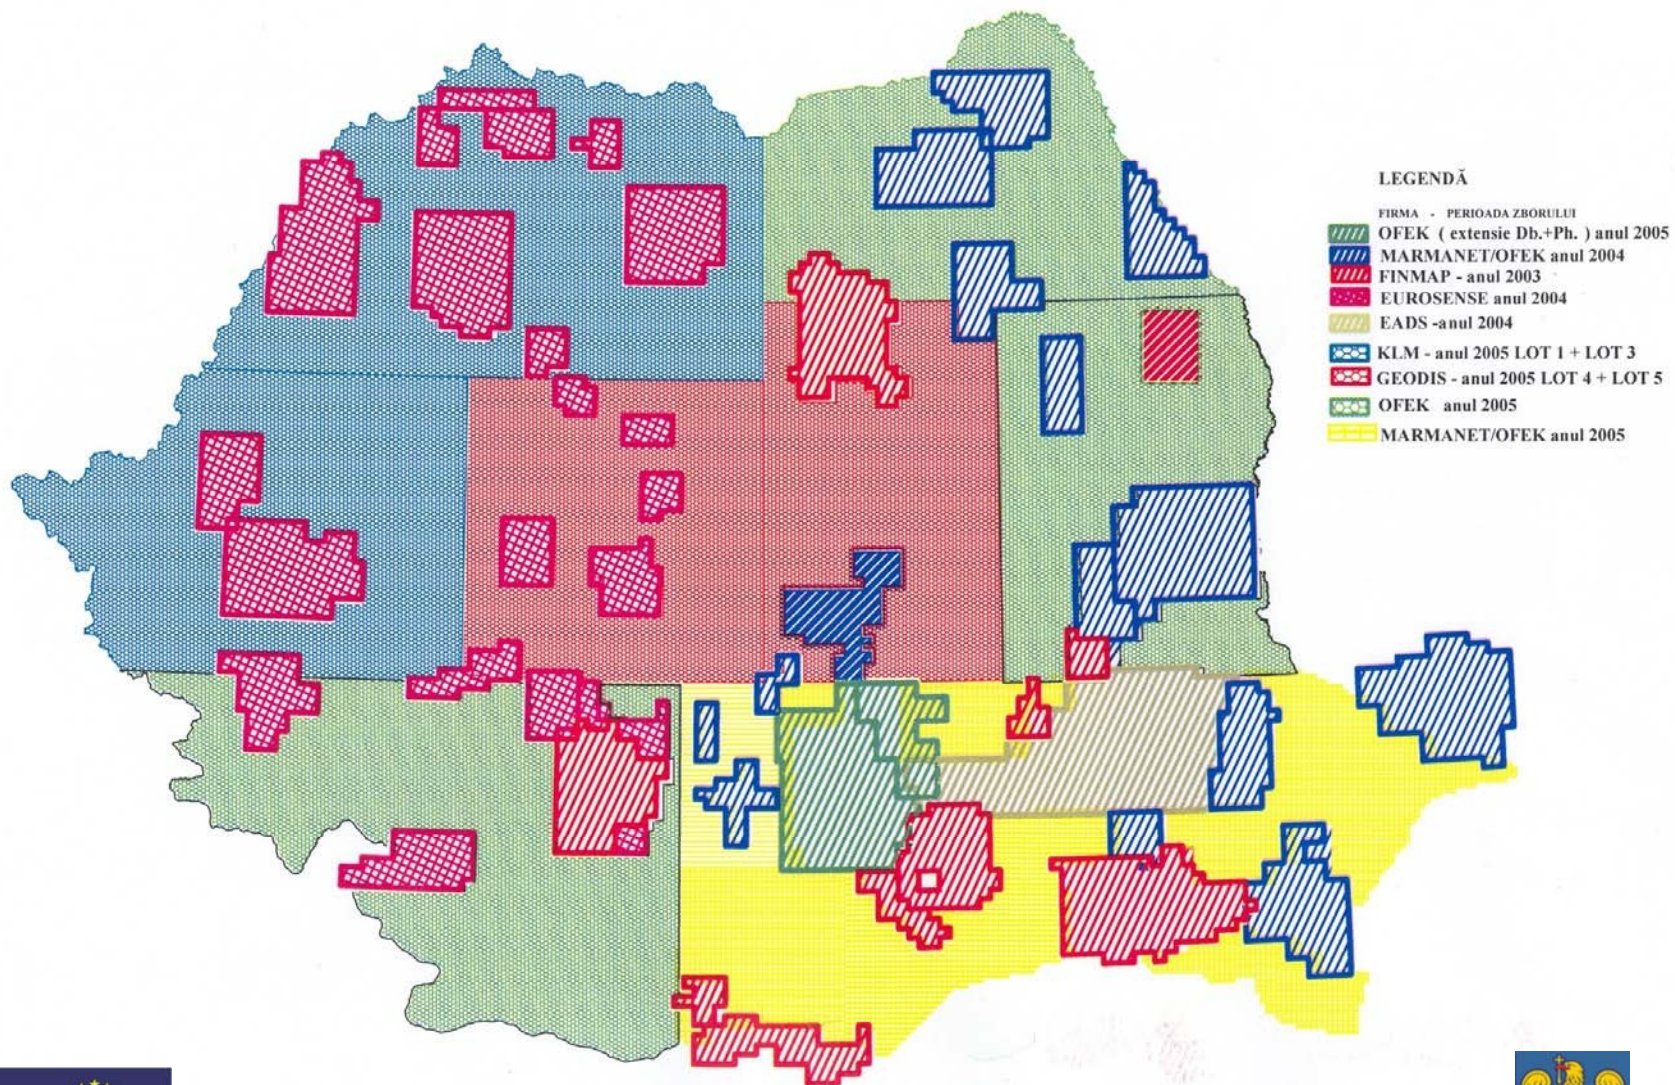 LEGENDĂ
FIRMA - PERIOADA ZBORULUI
OFEK ( extensie Db.+Ph. ) anul 2005
MARMANET/OFEK anul 2004
FINMAP - anul 2003
EUROSENSE anul 2004
EADS -anul 2004
KLM - anul 2005 LOT 1 + LOT 3
GEODIS - anul 2005 LOT 4 + LOT 5
OFEK anul 2005
MARMANET/OFEK anul 2005